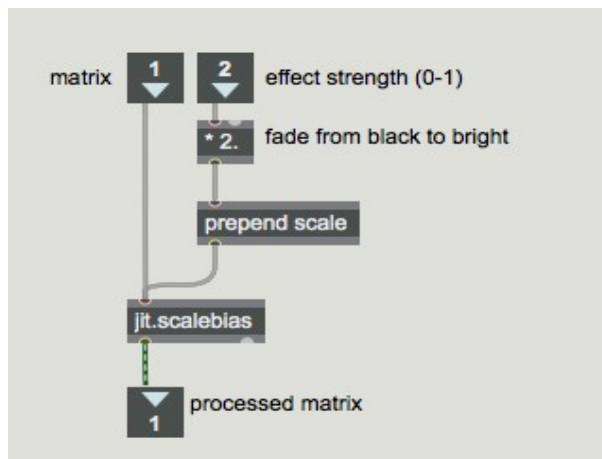 matrix 1 2 effect strength (0-1)
* 2. fade from black to bright
prepend scale
jit.scalebias
1 processed matrix